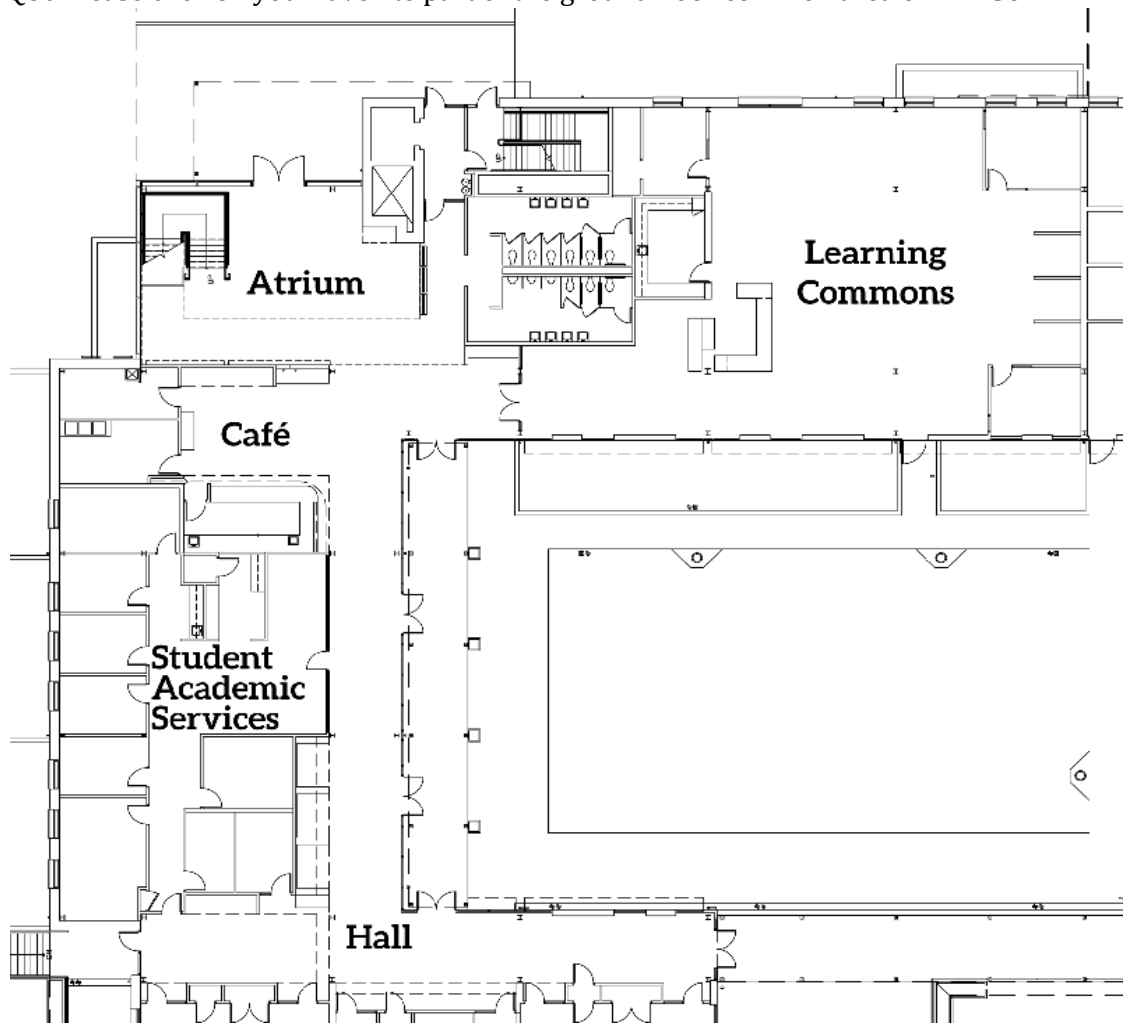 Atrium
Learning
Commons
Café
Student
Academic
Services
Hall